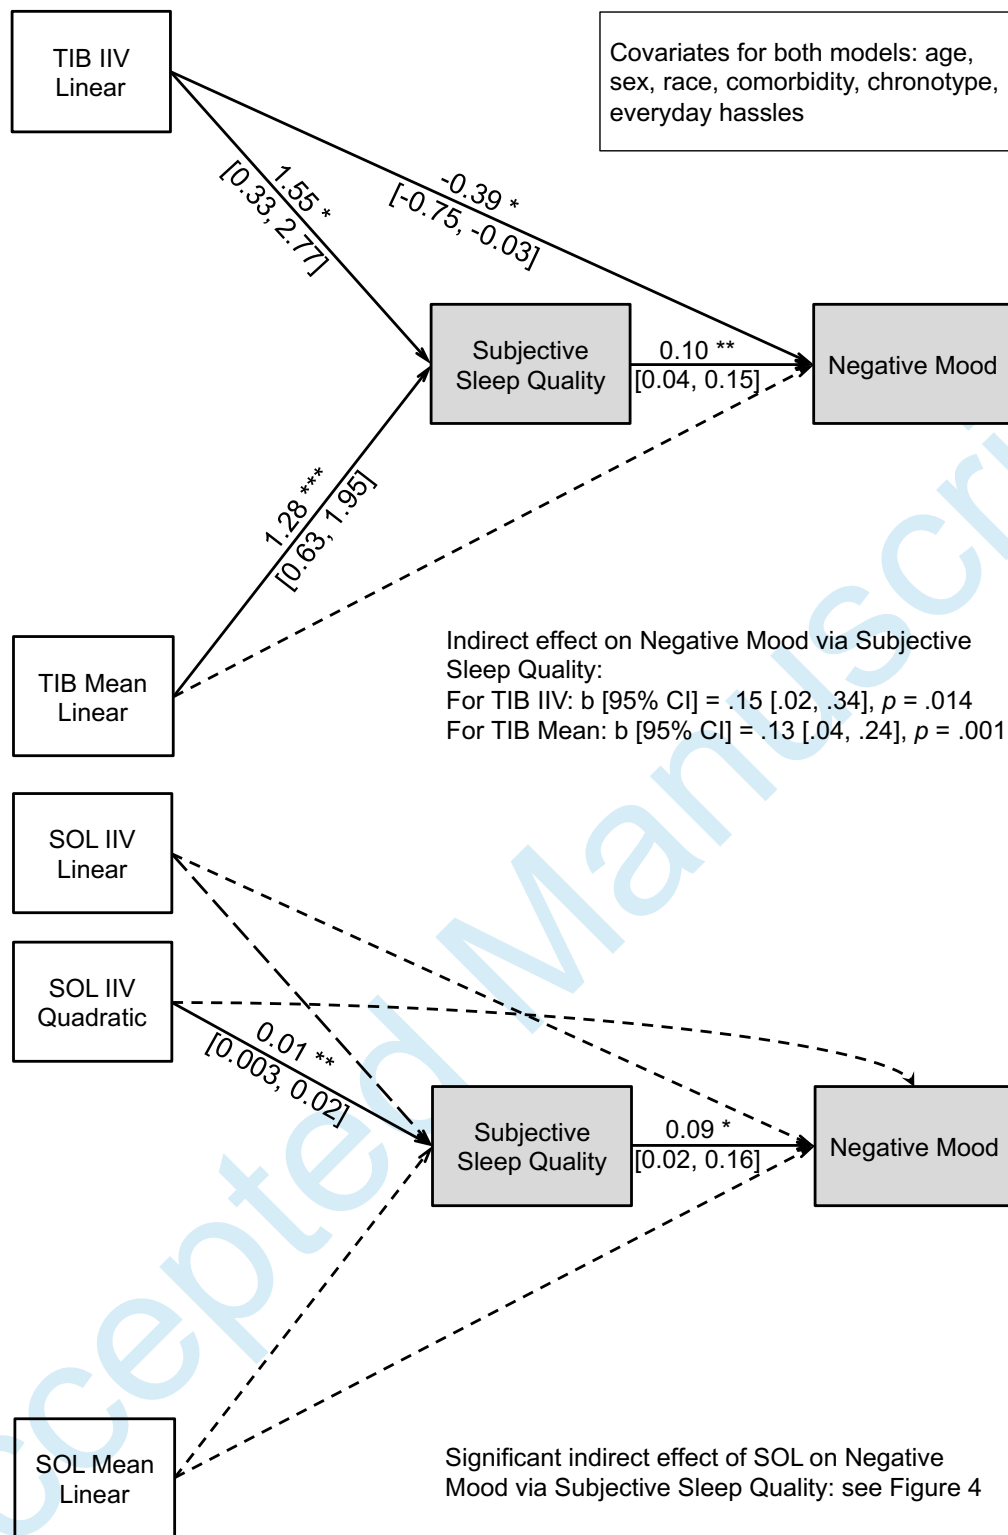 TIB IIV
Linear
Covariates for both models: age,
sex, race, comorbidity, chronotype,
everyday hassles
1.55 *
[0.33, 2.77]
-0.39 *
[-0.75, -0.03]
Subjective
Sleep Quality
0.10 **
[0.04, 0.15]
Negative Mood
1.28 ***
[0.63, 1.95]
TIB Mean
Linear
Indirect effect on Negative Mood via Subjective
Sleep Quality:
For TIB IIV: b [95% CI] = .15 [.02, .34], p = .014
For TIB Mean: b [95% CI] = .13 [.04, .24], p = .001
SOL IIV
Linear
SOL IIV
Quadratic
0.01 **
[0.003, 0.02]
Subjective
Sleep Quality
0.09 *
[0.02, 0.16]
Negative Mood
SOL Mean
Linear
Significant indirect effect of SOL on Negative
Mood via Subjective Sleep Quality: see Figure 4
ccepted Manuscri